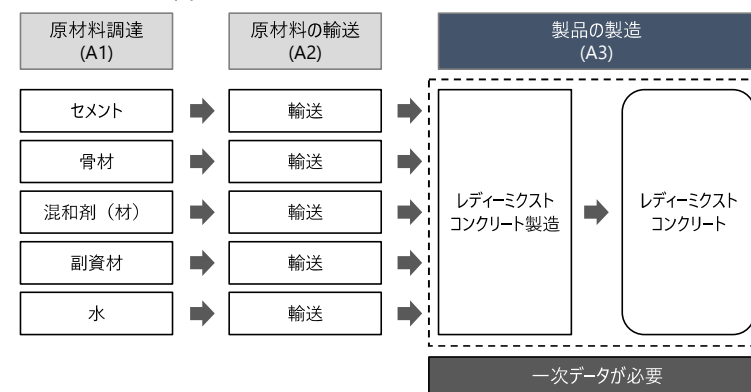 原材料調達
(A1)
原材料の輸送
(A2)
製品の製造
(A3)
セメント
輸送
骨材
輸送
混和剤（材）
輸送
副資材
輸送
水
輸送
レディーミクスト
コンクリート製造
レディーミクスト
コンクリート
一次データが必要